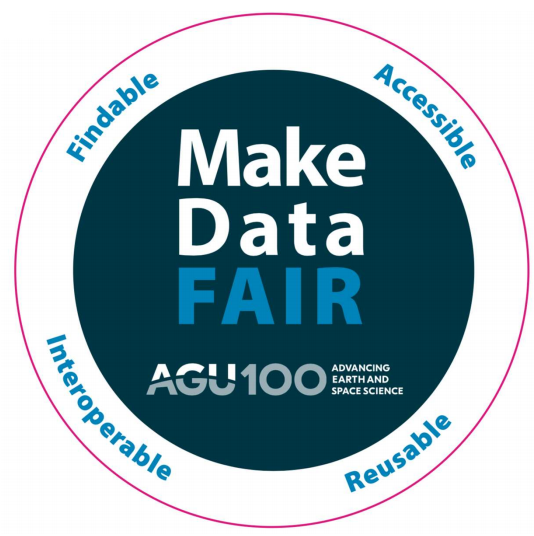 Findable
Accessible
Make
Data
FAIR
AGU100
ADVANCING
EARTH AND
SPACE SCIENCE
Interoperable
Reusable